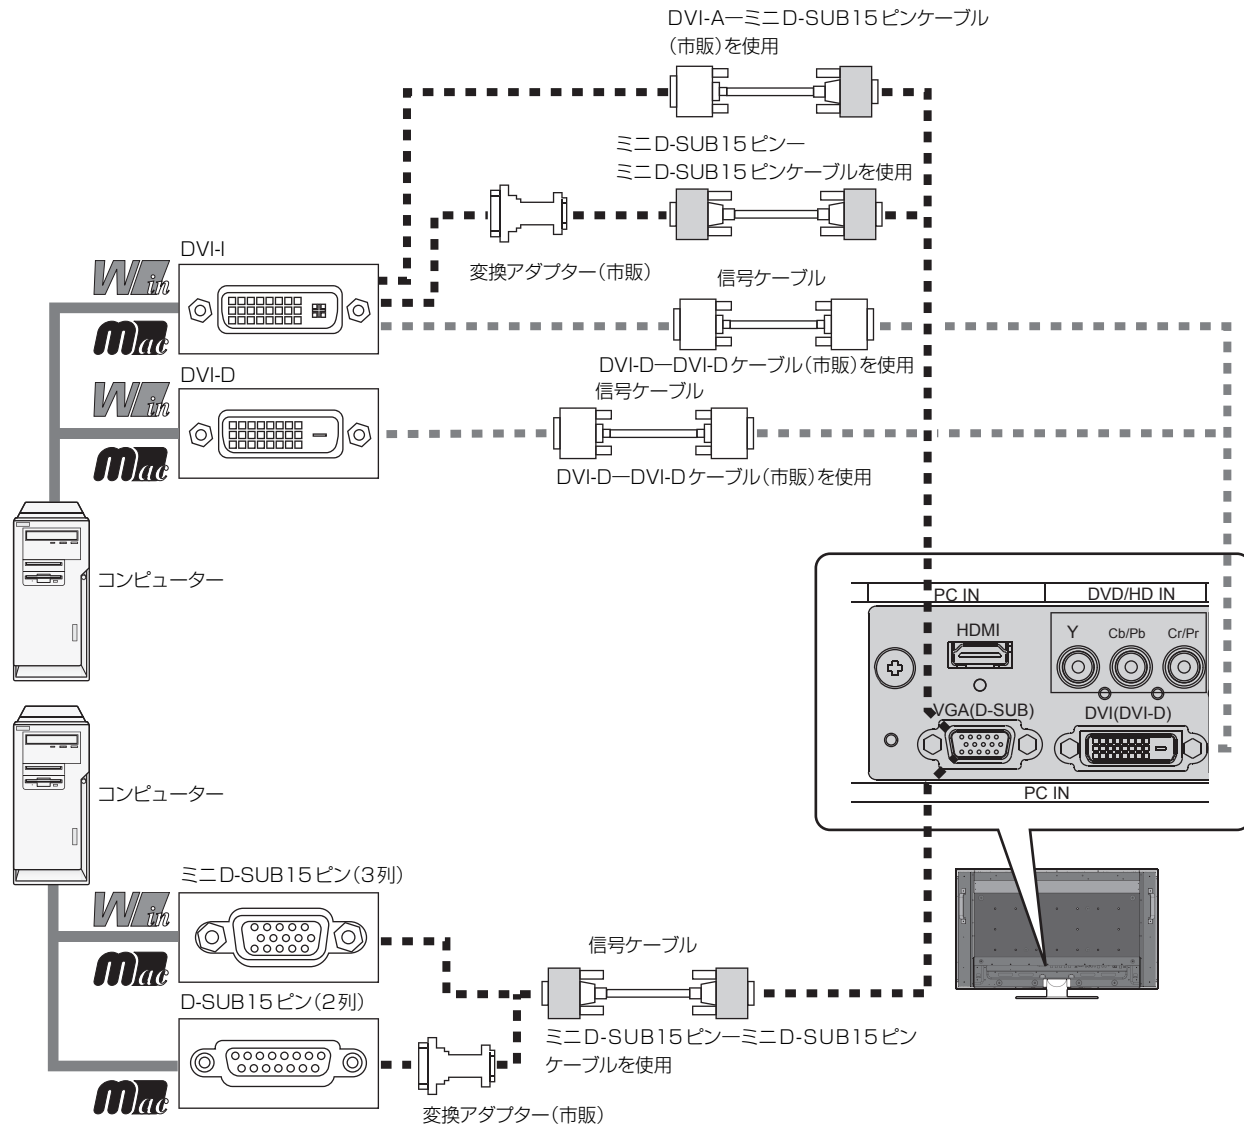 DVI-A―ミニD-SUB15ピンケーブル
(市販)を使用
ミニD-SUB15ピン―
ミニD-SUB15ピンケーブルを使用
DVI-I
Win
Mac
変換アダプター(市販)
信号ケーブル
DVI-D―DVI-Dケーブル(市販)を使用
DVI-D
Win
Mac
信号ケーブル
DVI-D―DVI-Dケーブル(市販)を使用
コンピューター
PC IN
DVD/HD IN
HDMI
Y
Cb/Pb
Cr/Pr
VGA(D-SUB)
DVI(DVI-D)
PC IN
コンピューター
ミニD-SUB15ピン(3列)
Win
Mac
D-SUB15ピン(2列)
Mac
信号ケーブル
ミニD-SUB15ピン―ミニD-SUB15ピン
ケーブルを使用
変換アダプター(市販)